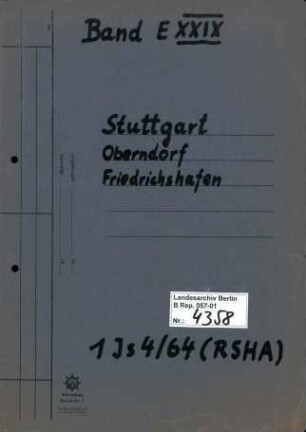 Band E XXIX
Stuttgart
Oberndorf
Friedrichshafen
Landesarchiv Berlin
B Rep. 057-01
Nr.: 4358
1 Js 4/64 (RSHA)